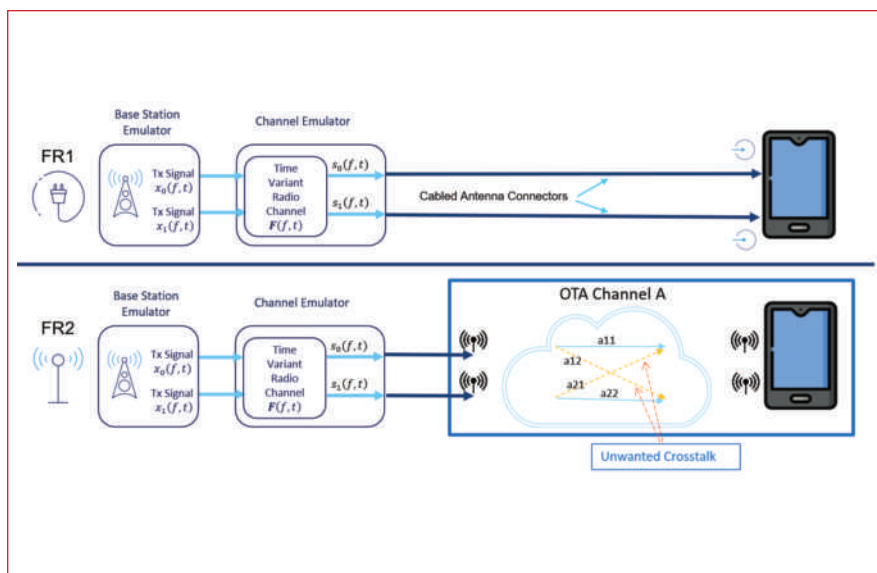 Base Station
Emulator
Channel Emulator
FR1
Tx Signal
x₀(f,t)
Tx Signal
x₁(f,t)
Time
Variant
Radio
Channel
F(f,t)
s₀(f,t)
s₁(f,t)
Cabled Antenna Connectors
Base Station
Emulator
Channel Emulator
OTA Channel A
FR2
Tx Signal
x₀(f,t)
Tx Signal
x₁(f,t)
Time
Variant
Radio
Channel
F(f,t)
s₀(f,t)
s₁(f,t)
a11
a12
a21
a22
Unwanted Crosstalk